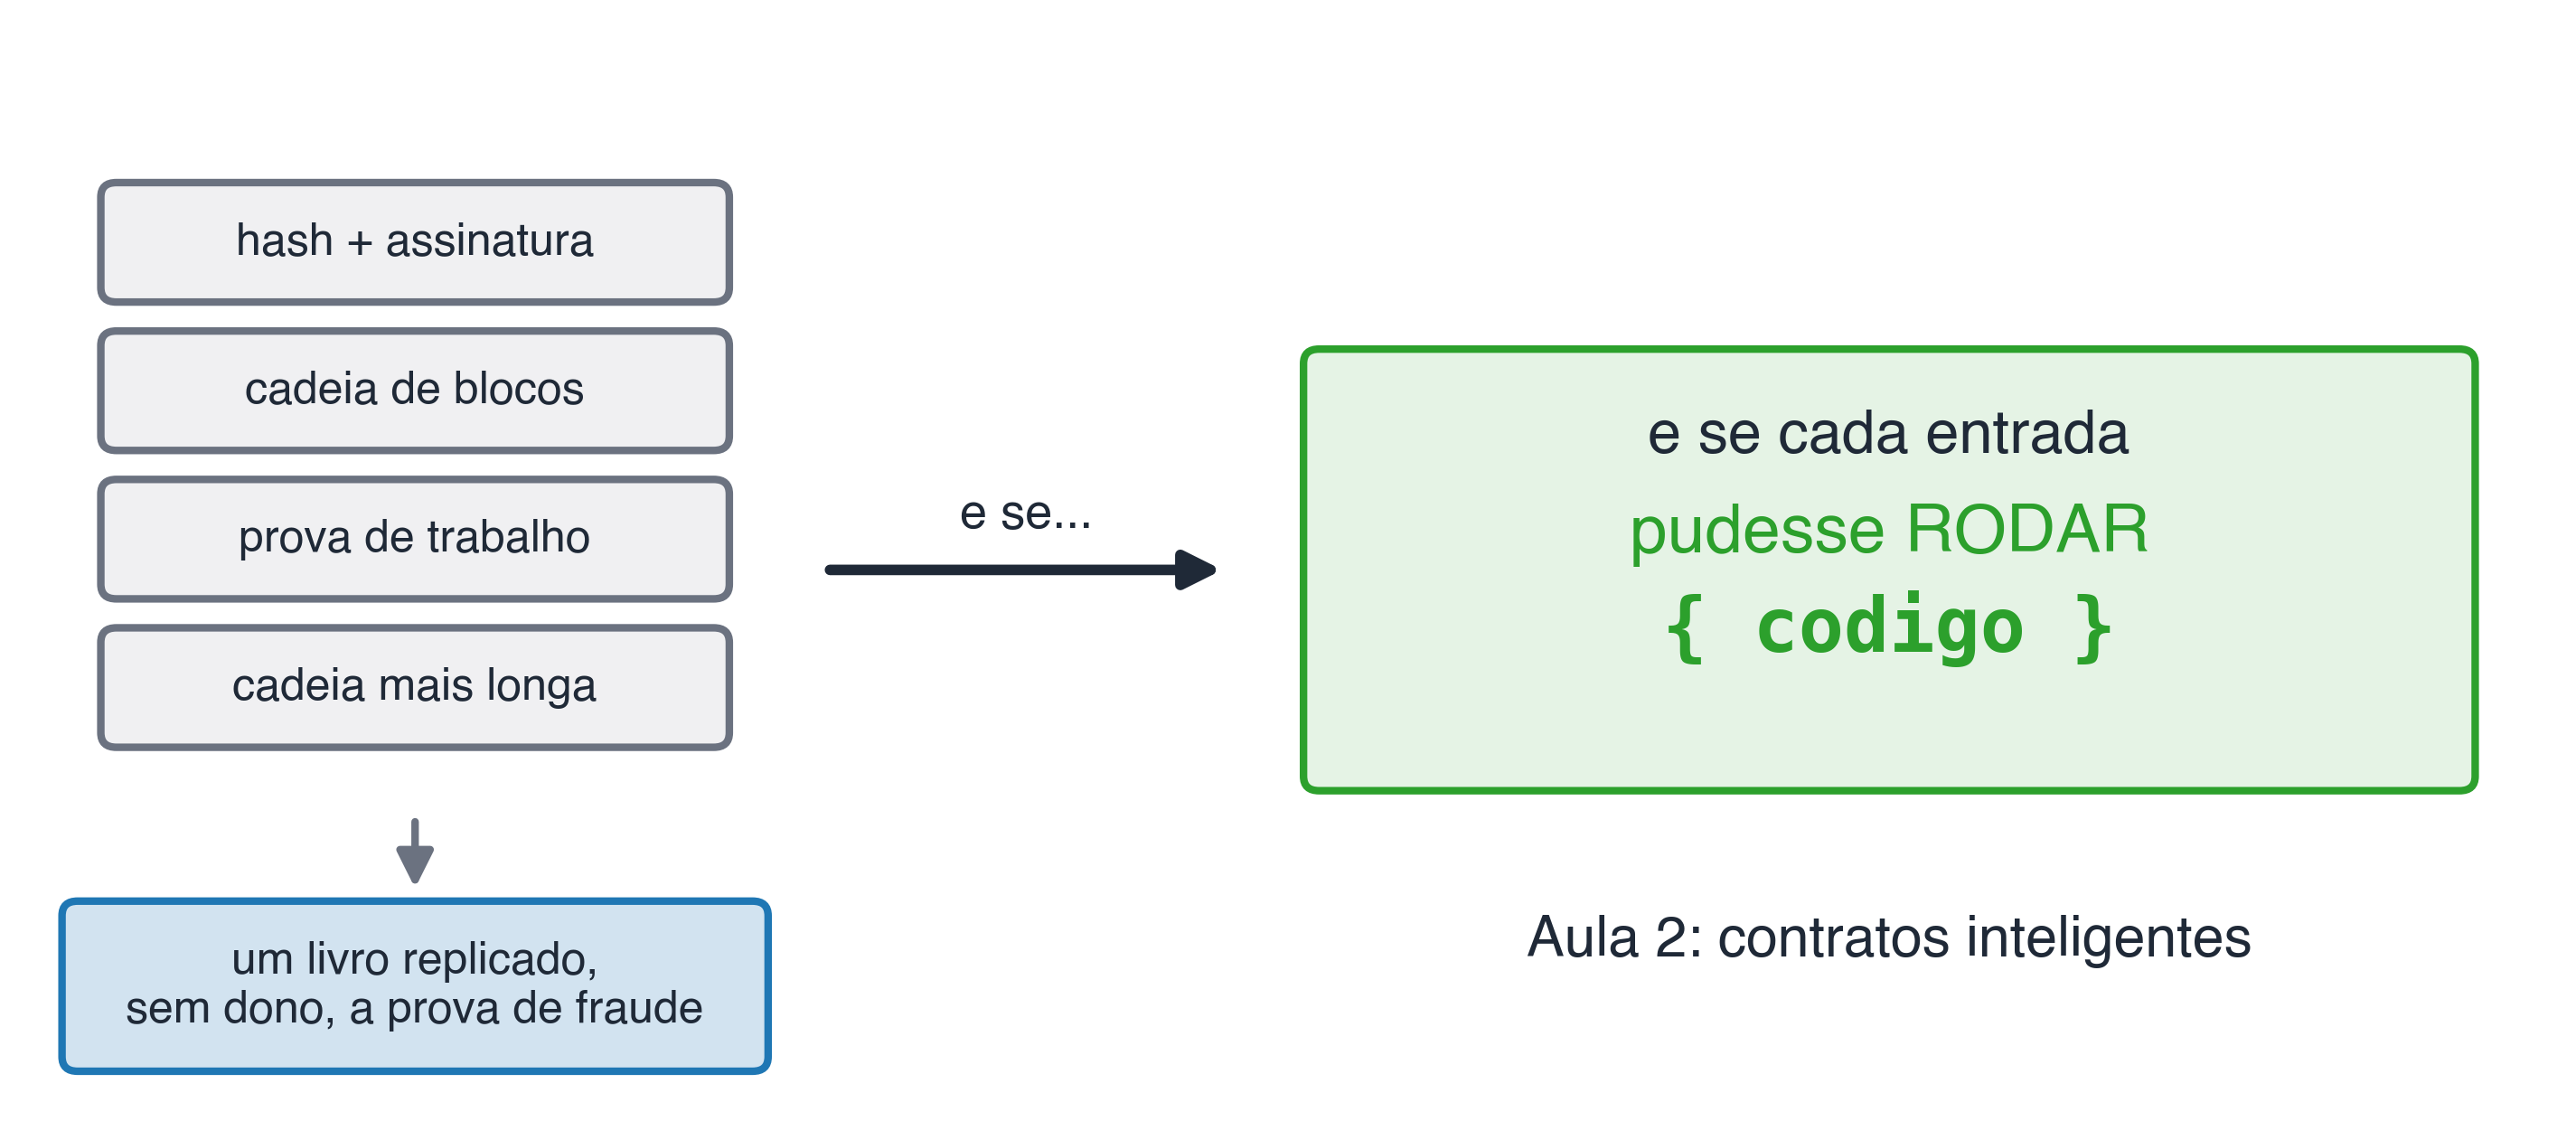 hash + assinatura
cadeia de blocos
prova de trabalho
cadeia mais longa
um livro replicado,
sem dono, a prova de fraude
e se...
e se cada entrada
pudesse RODAR
{ codigo }
Aula 2: contratos inteligentes